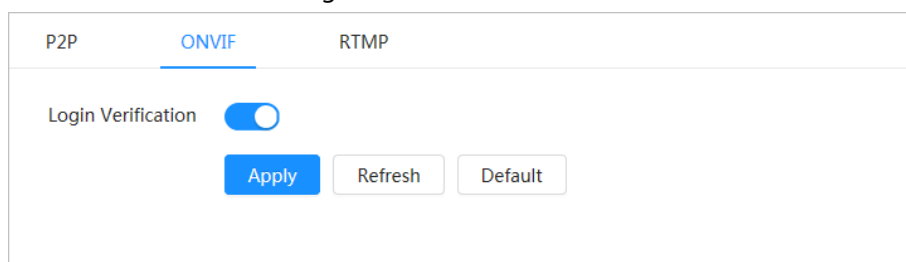 P2P ONVIF RTMP
Login Verification
Apply Refresh Default